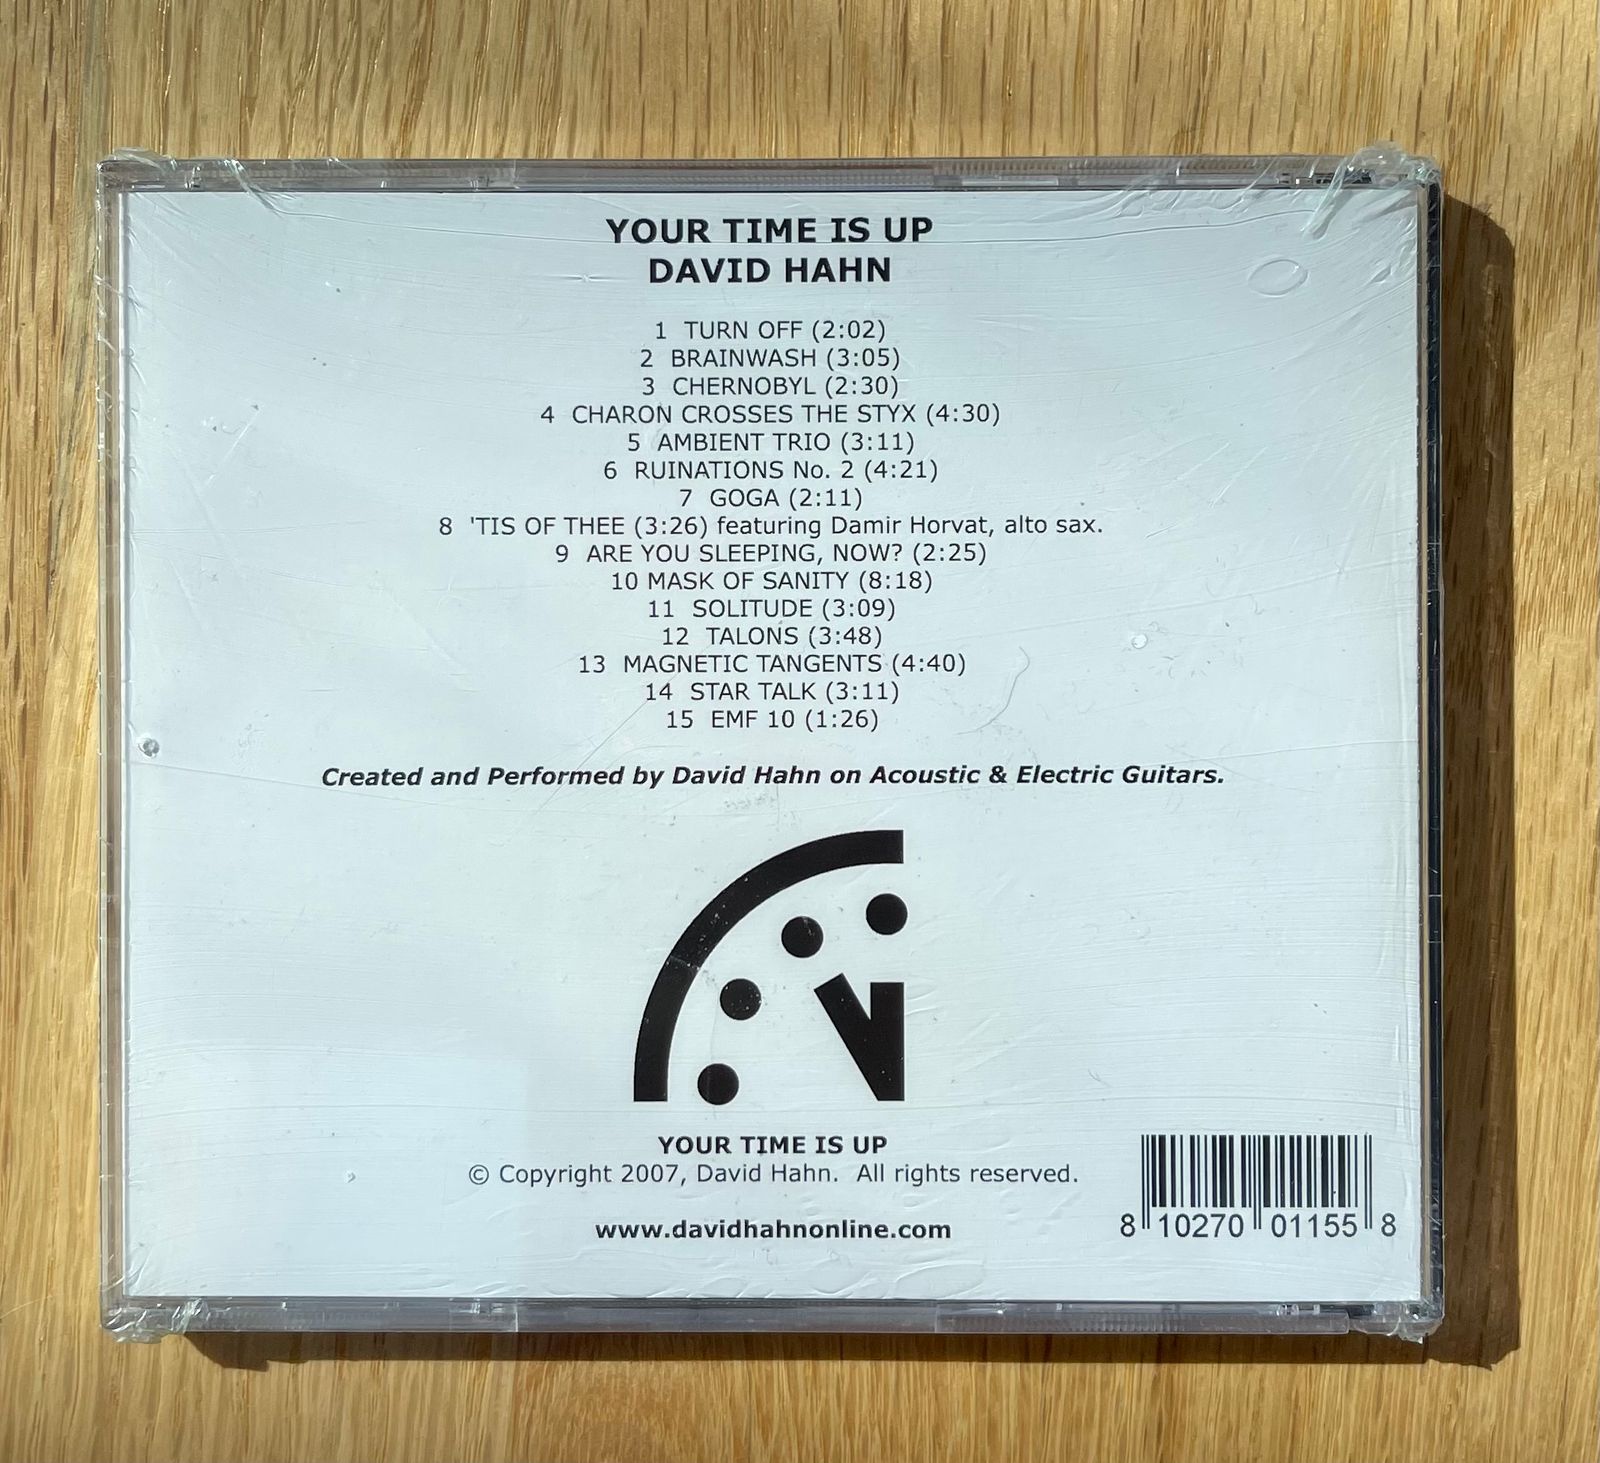 YOUR TIME IS UP
DAVID HAHN
1 TURN OFF (2:02)
2 BRAINWASH (3:05)
3 CHERNOBYL (2:30)
4 CHARON CROSSES THE STYX (4:30)
5 AMBIENT TRIO (3:11)
6 RUINATIONS No. 2 (4:21)
7 GOGA (2:11)
8 'TIS OF THEE (3:26) featuring Damir Horvat, alto sax.
9 ARE YOU SLEEPING, NOW? (2:25)
10 MASK OF SANITY (8:18)
11 SOLITUDE (3:09)
12 TALONS (3:48)
13 MAGNETIC TANGENTS (4:40)
14 STAR TALK (3:11)
15 EMF 10 (1:26)
Created and Performed by David Hahn on Acoustic & Electric Guitars.
YOUR TIME IS UP
© Copyright 2007, David Hahn. All rights reserved.
www.davidhahnonline.com
8 10270 01155 8